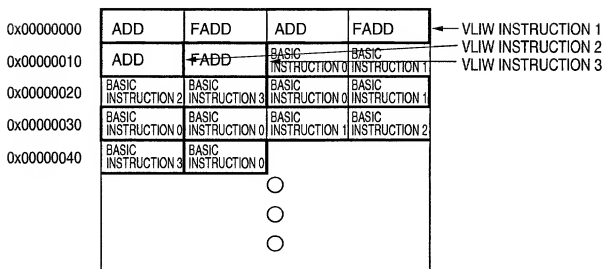 0x00000000 ADD FADD ADD FADD VLIW INSTRUCTION 1
VLIW INSTRUCTION 2
0x00000010 ADD FADD BASIC INSTRUCTION 0 BASIC INSTRUCTION 1 VLIW INSTRUCTION 3
0x00000020 BASIC INSTRUCTION 2 BASIC INSTRUCTION 3 BASIC INSTRUCTION 0 BASIC INSTRUCTION 1
0x00000030 BASIC INSTRUCTION 0 BASIC INSTRUCTION 0 BASIC INSTRUCTION 1 BASIC INSTRUCTION 2
0x00000040 BASIC INSTRUCTION 3 BASIC INSTRUCTION 0